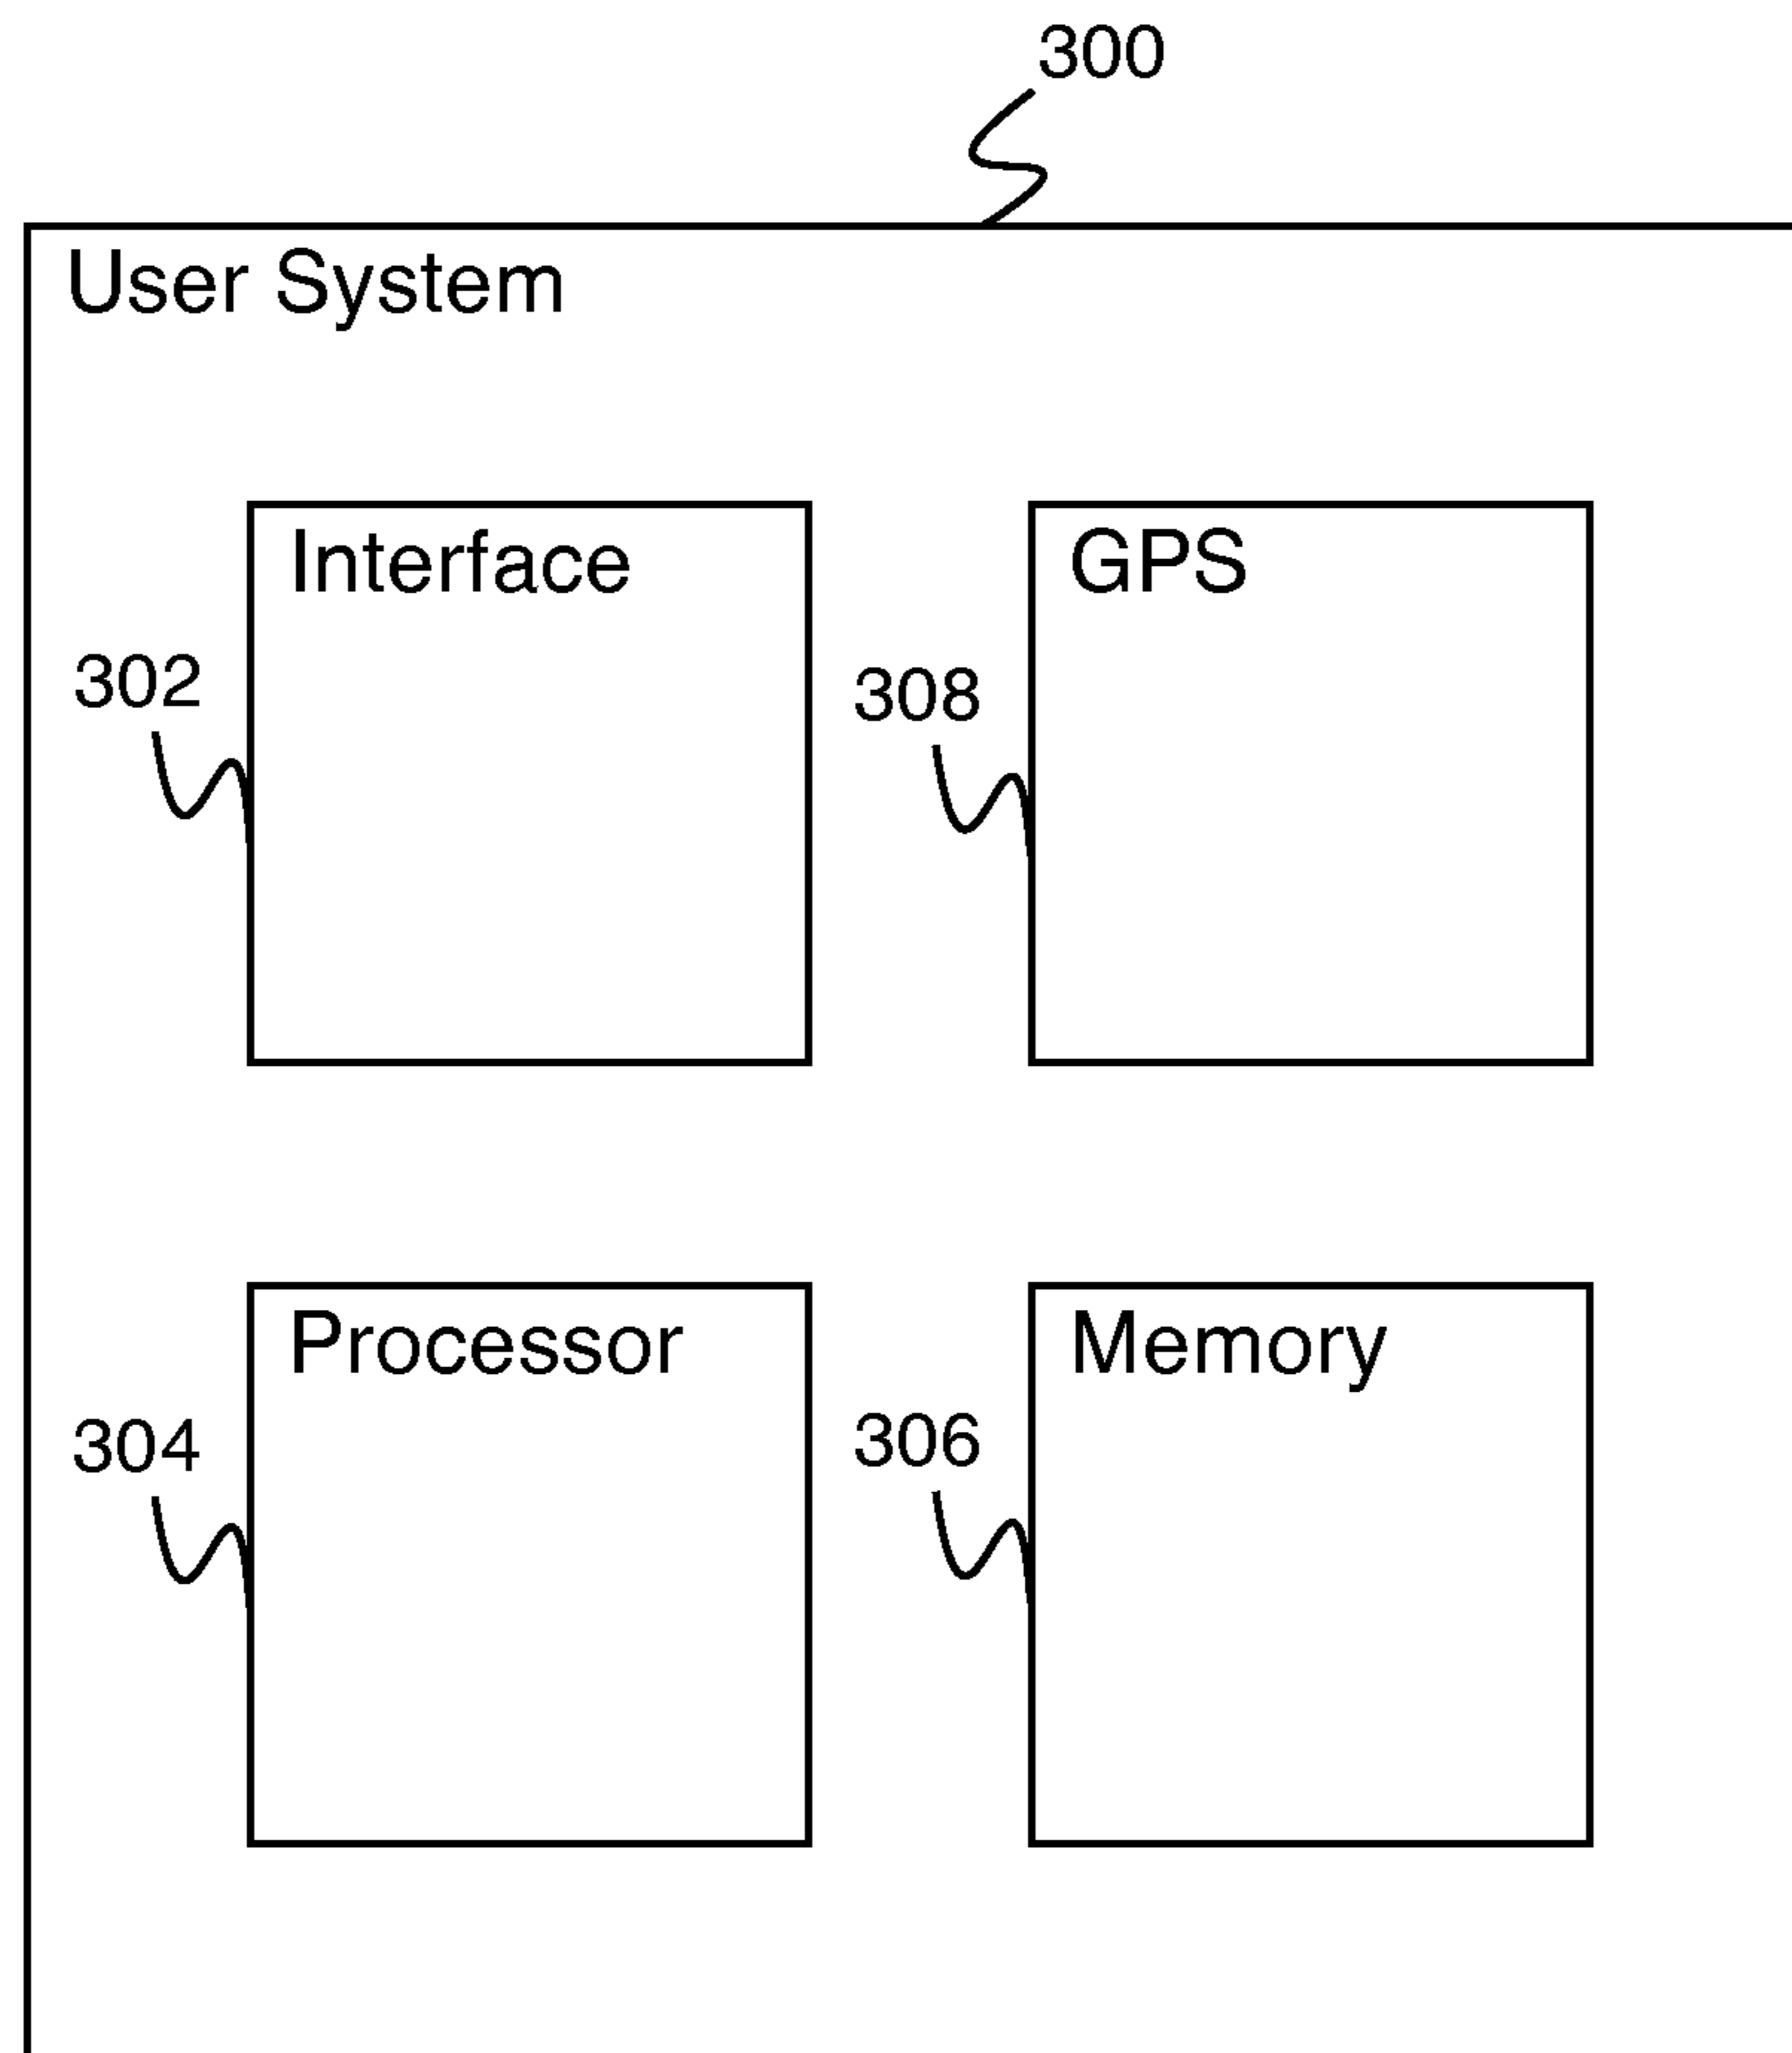 300
User System
Interface
GPS
302
308
Processor
Memory
304
306